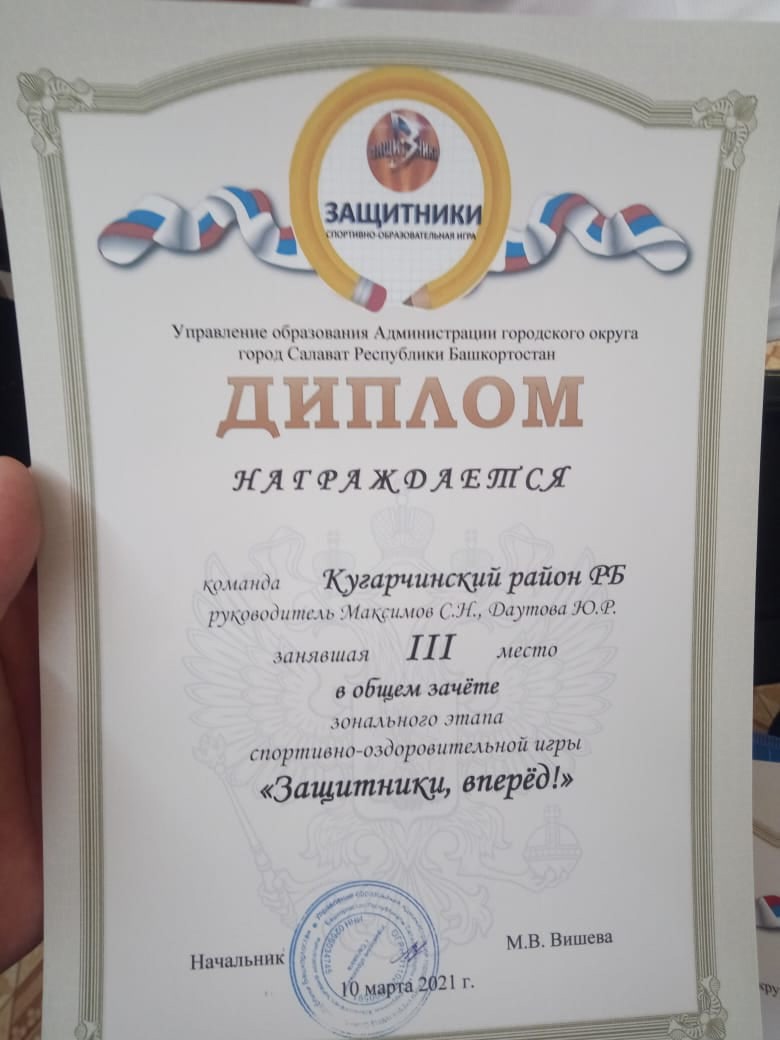 ЗАЩИТНИКИ
СПОРТИВНО-ОБРАЗОВАТЕЛЬНАЯ ИГРА
Управление образования Администрации городского округа
город Салават Республики Башкортостан
ДИПЛОМ
НАГРАЖДАЕТСЯ
команда Кугарчинский район РБ
руководитель Максимов С.Н., Даутова Ю.Р.
занявшая III место
в общем зачёте
зонального этапа
спортивно-оздоровительной игры
«Защитники, вперёд!»
Начальник М.В. Вишева
10 марта 2021 г.